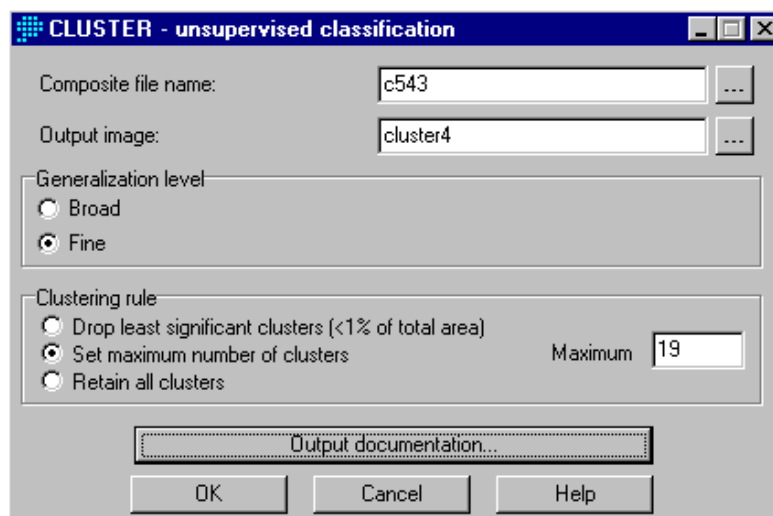 CLUSTER - unsupervised classification
Composite file name: c543 ...
Output image: cluster4 ...
Generalization level
Broad
Fine
Clustering rule
Drop least significant clusters (<1% of total area)
Set maximum number of clusters Maximum 19
Retain all clusters
Output documentation...
OK Cancel Help